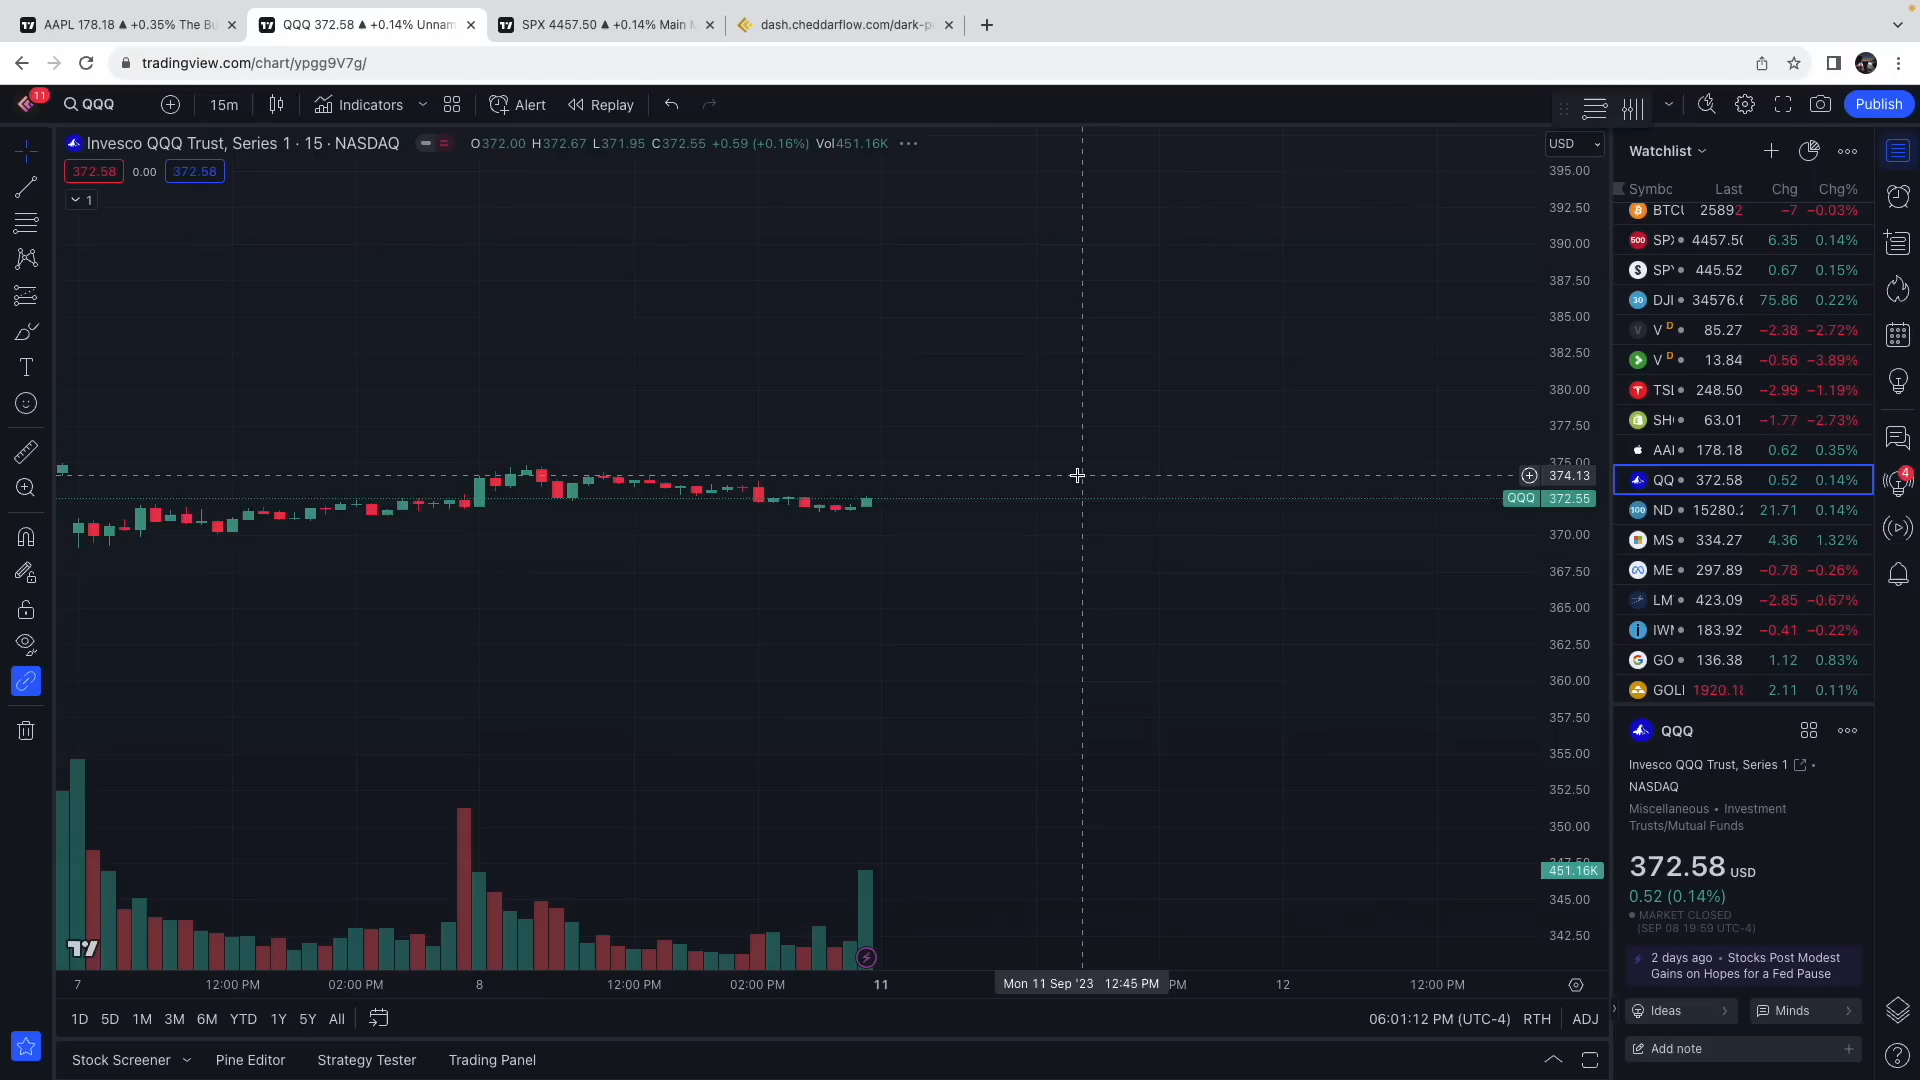 AAPL 178.18 ▲ +0.35% The Bu
QQQ 372.58 ▲ +0.14% Unnam
SPX 4457.50 ▲ +0.14% Main
dash.cheddarflow.com/dark-p
tradingview.com/chart/ypgg9V7g/
11
QQQ
15m
Indicators
Alert
Replay
Publish
Invesco QQQ Trust, Series 1 · 15 · NASDAQ
O372.00 H372.67 L371.95 C372.55 +0.59 (+0.16%) Vol451.16K
372.58 0.00 372.58
1
USD
395.00
392.50
390.00
387.50
385.00
382.50
380.00
377.50
375.00
374.13
QQQ 372.55
370.00
367.50
365.00
362.50
360.00
357.50
355.00
352.50
350.00
347.50
451.16K
345.00
342.50
7 12:00 PM 02:00 PM 8 12:00 PM 02:00 PM 11 Mon 11 Sep '23 12:45 PM PM 12 12:00 PM
1D 5D 1M 3M 6M YTD 1Y 5Y All
06:01:12 PM (UTC-4) RTH ADJ
Stock Screener Pine Editor Strategy Tester Trading Panel
Watchlist
Symbc Last Chg Chg%
BTCU 25892 −7 −0.03%
500 SP 4457.50 6.35 0.14%
SP 445.52 0.67 0.15%
30 DJI 34576.6 75.86 0.22%
V D 85.27 −2.38 −2.72%
V D 13.84 −0.56 −3.89%
TSL 248.50 −2.99 −1.19%
SH 63.01 −1.77 −2.73%
AA 178.18 0.62 0.35%
QQ 372.58 0.52 0.14%
100 ND 15280.2 21.71 0.14%
MS 334.27 4.36 1.32%
ME 297.89 −0.78 −0.26%
LM 423.09 −2.85 −0.67%
IWM 183.92 −0.41 −0.22%
GO 136.38 1.12 0.83%
GOLI 1920.18 2.11 0.11%
4
QQQ
Invesco QQQ Trust, Series 1
NASDAQ
Miscellaneous • Investment
Trusts/Mutual Funds
372.58 USD
0.52 (0.14%)
MARKET CLOSED
(SEP 08 19:59 UTC-4)
2 days ago • Stocks Post Modest
Gains on Hopes for a Fed Pause
Ideas
Minds
Add note